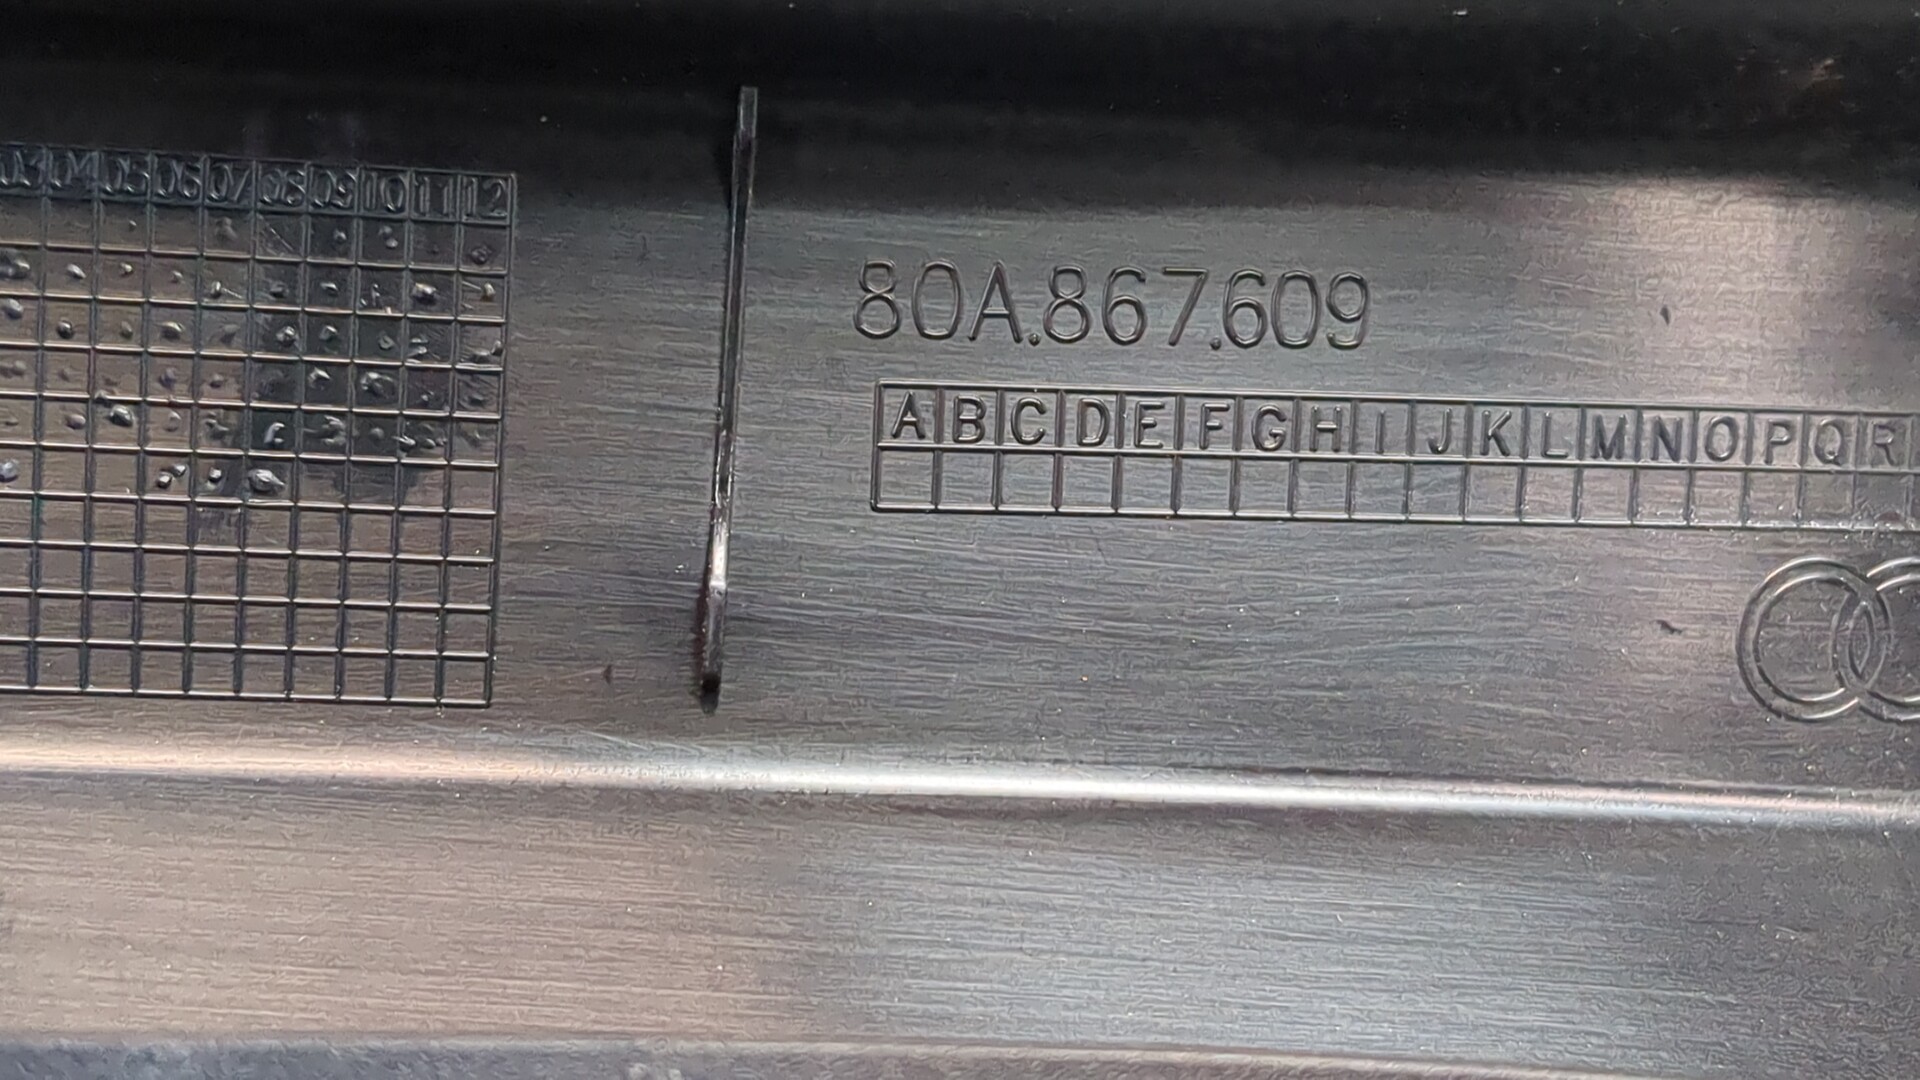 03 04 05 06 07 08 09 10 11 12
80A.867.609
A B C D E F G H I J K L M N O P Q R